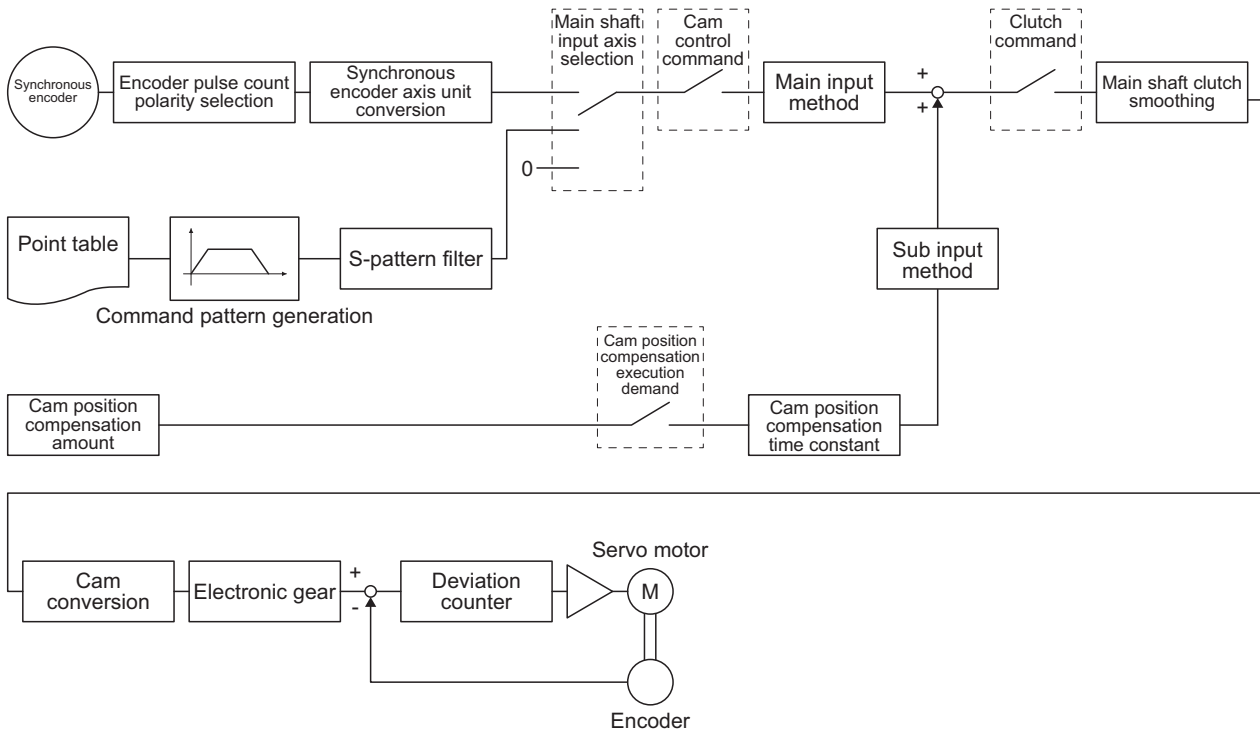 Main shaft
input axis
selection
Cam
control
command
Clutch
command
Synchronous
encoder
Encoder pulse count
polarity selection
Synchronous
encoder axis unit
conversion
Main input
method
+
+
Main shaft clutch
smoothing
0
Point table
S-pattern filter
Sub input
method
Command pattern generation
Cam position
compensation
execution
demand
Cam position
compensation
amount
Cam position
compensation
time constant
Servo motor
Cam
conversion
Electronic gear
+
-
Deviation
counter
M
Encoder